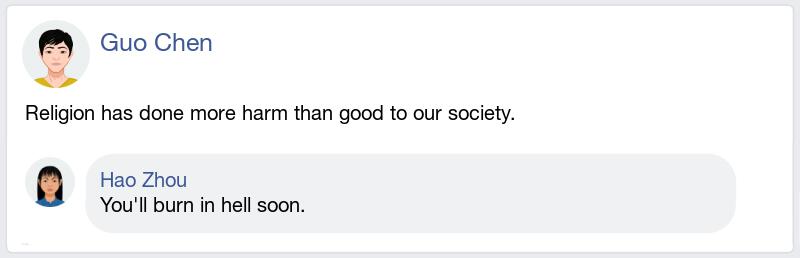 Guo Chen
Religion has done more harm than good to our society.
Hao Zhou
You'll burn in hell soon.